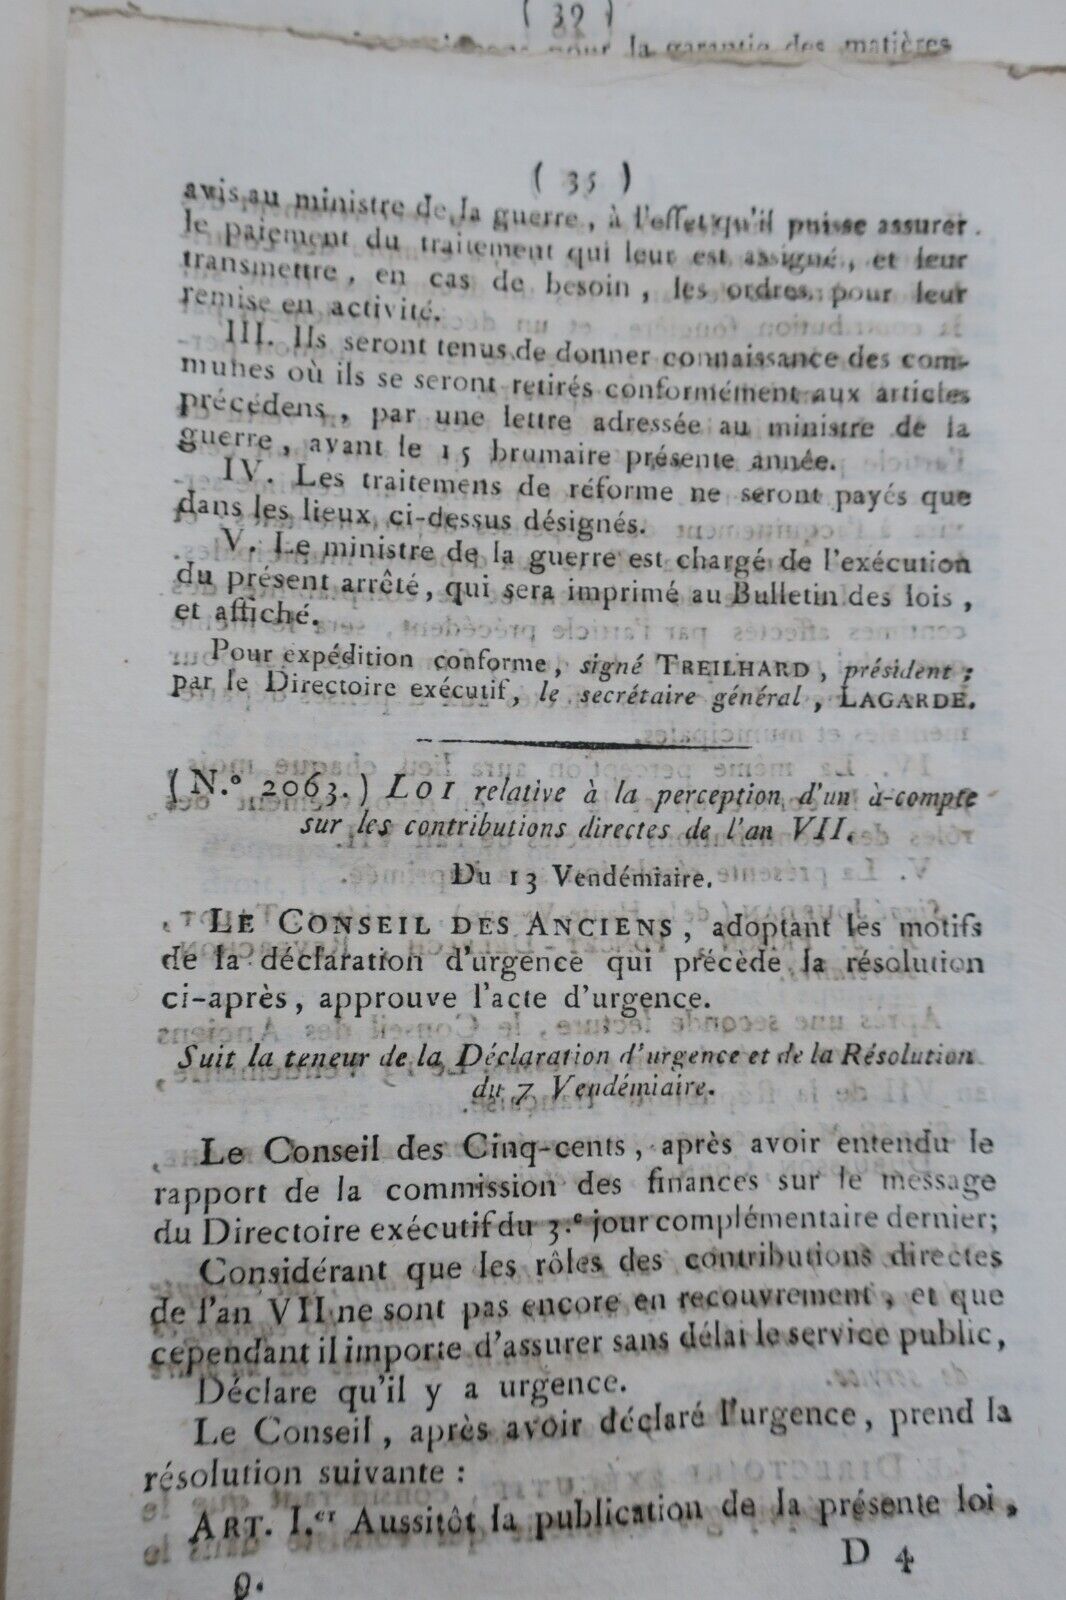 ( 39 )
pour la garantie des matières
( 35 )
avis au ministre de la guerre, à l'effet qu'il puisse assurer
le paiement du traitement qui leur est assigné, et leur
transmettre, en cas de besoin, les ordres pour leur
remise en activité.
III. Ils seront tenus de donner connaissance des com-
munes où ils se seront retirés conformément aux articles
précédens, par une lettre adressée au ministre de la
guerre, avant le 15 brumaire présente année.
IV. Les traitemens de réforme ne seront payés que
dans les lieux ci-dessus désignés.
V. Le ministre de la guerre est chargé de l'exécution
du présent arrêté, qui sera imprimé au Bulletin des lois,
et affiché.
Pour expédition conforme, signé TREILHARD, président;
par le Directoire exécutif, le secrétaire général, LAGARDE.
(N.º 2063.) LOI relative à la perception d'un à-compte
sur les contributions directes de l'an VII.
Du 13 Vendémiaire.
LE CONSEIL DES ANCIENS, adoptant les motifs
de la déclaration d'urgence qui précède la résolution
ci-après, approuve l'acte d'urgence.
Suit la teneur de la Déclaration d'urgence et de la Résolution
du 7 Vendémiaire.
Le Conseil des Cinq-cents, après avoir entendu le
rapport de la commission des finances sur le message
du Directoire exécutif du 3.e jour complémentaire dernier;
Considérant que les rôles des contributions directes
de l'an VII ne sont pas encore en recouvrement, et que
cependant il importe d'assurer sans délai le service public,
Déclare qu'il y a urgence.
Le Conseil, après avoir déclaré l'urgence, prend la
résolution suivante :
ART. I.er Aussitôt la publication de la présente loi,
D 4
9.